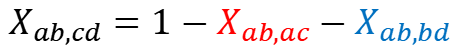 X_{ab,cd} = 1 − X_{ab,ac} − X_{ab,bd}